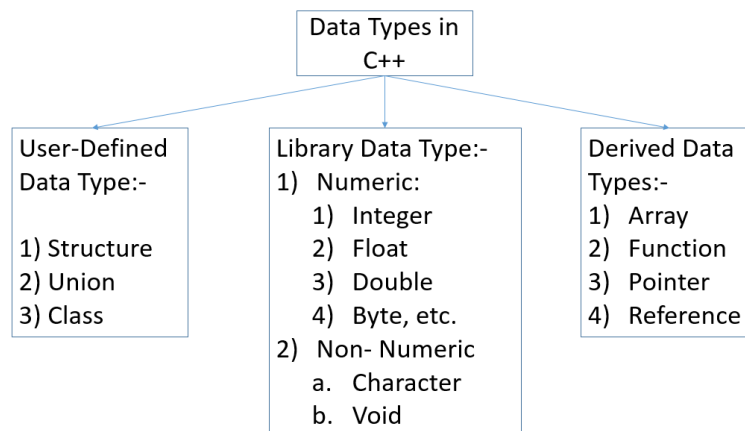 Data Types in
C++
User-Defined
Data Type:-
1) Structure
2) Union
3) Class
Library Data Type:-
1) Numeric:
1) Integer
2) Float
3) Double
4) Byte, etc.
2) Non- Numeric
a. Character
b. Void
Derived Data
Types:-
1) Array
2) Function
3) Pointer
4) Reference